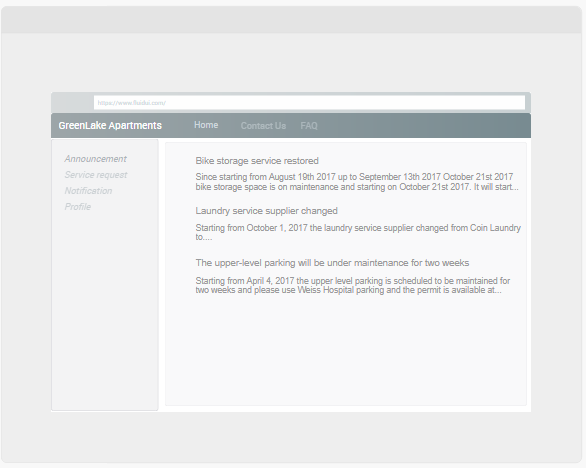 https://www.fluidui.com/
GreenLake Apartments Home Contact Us FAQ
Announcement
Service request
Notification
Profile
Bike storage service restored
Since starting from August 19th 2017 up to September 13th 2017 October 21st 2017
bike storage space is on maintenance and starting on October 21st 2017. It will start...
Laundry service supplier changed
Starting from October 1, 2017 the laundry service supplier changed from Coin Laundry
to....
The upper-level parking will be under maintenance for two weeks
Starting from April 4, 2017 the upper level parking is scheduled to be maintained for
two weeks and please use Weiss Hospital parking and the permit is available at...